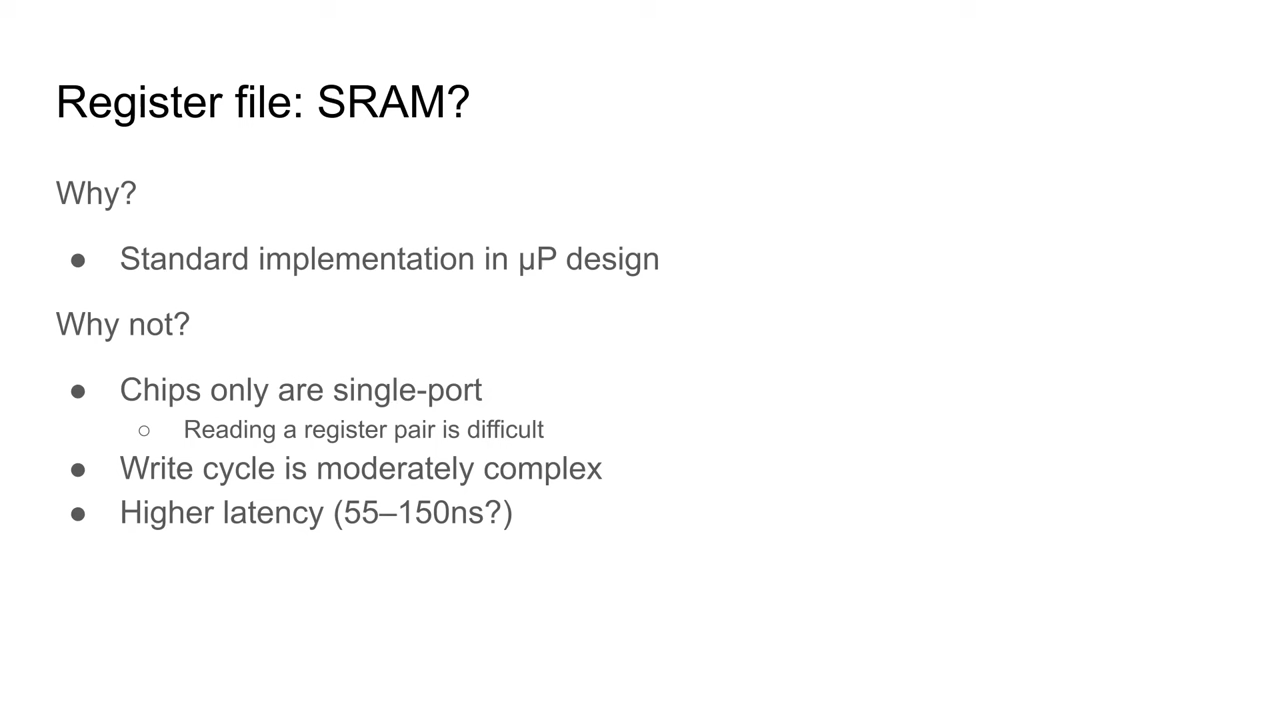 Register file: SRAM?
Why?
● Standard implementation in µP design
Why not?
● Chips only are single-port
○ Reading a register pair is difficult
● Write cycle is moderately complex
● Higher latency (55–150ns?)